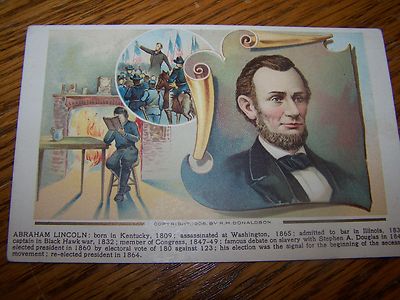 COPYRIGHT, 1908, BY R.H. DONALDSON
ABRAHAM LINCOLN: born in Kentucky, 1809; assassinated at Washington, 1865; admitted to bar in Illinois,
captain in Black Hawk war, 1832; member of Congress, 1847-49; famous debate on slavery with Stephen A. Douglas in
elected president in 1860 by electoral vote of 180 against 123; his election was the signal for the beginning of the
movement; re-elected president in 1864.